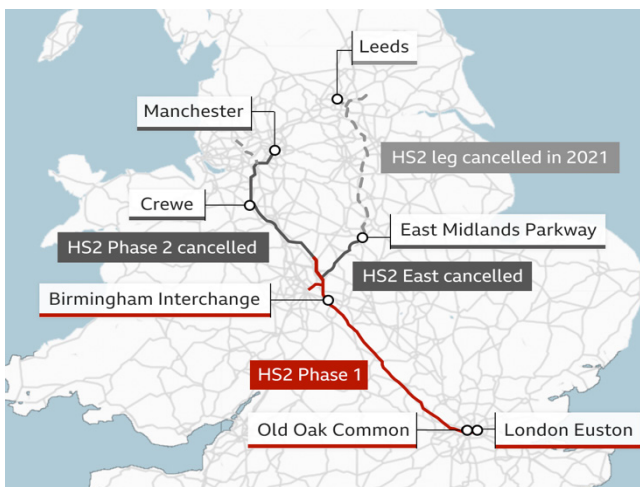 Leeds
Manchester
HS2 leg cancelled in 2021
Crewe
East Midlands Parkway
HS2 Phase 2 cancelled
HS2 East cancelled
Birmingham Interchange
HS2 Phase 1
Old Oak Common
London Euston